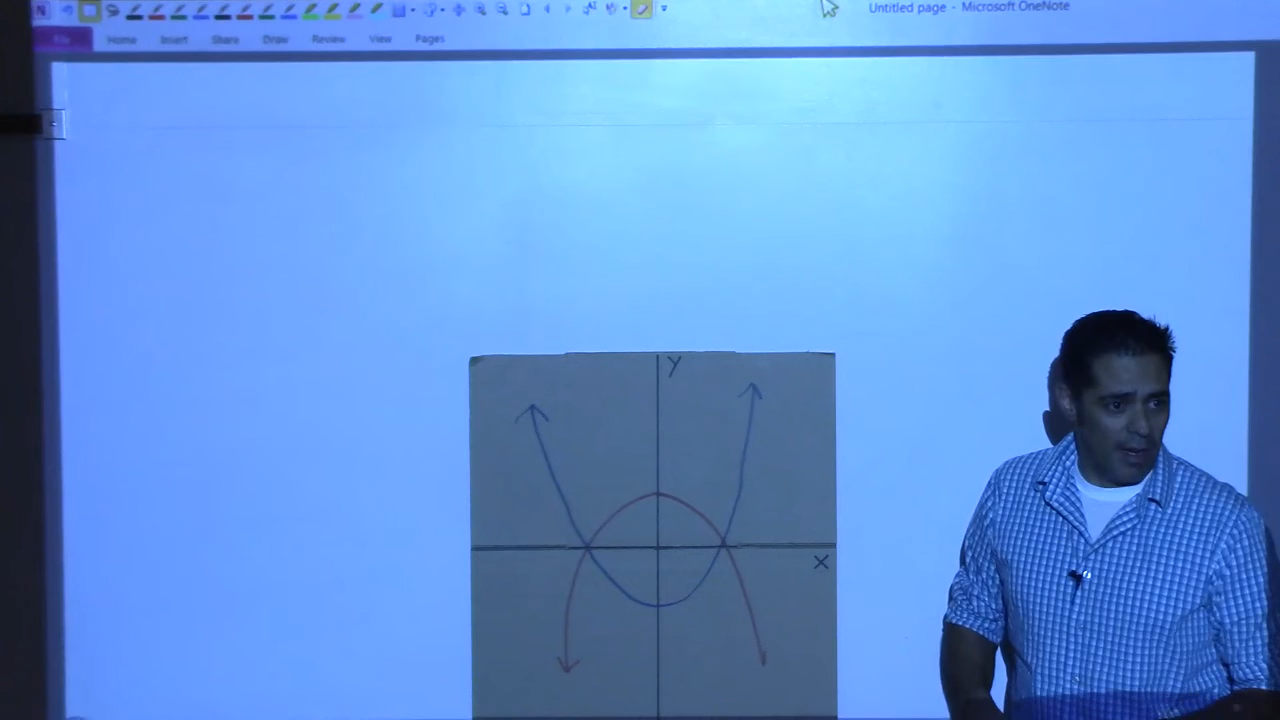 Untitled page - Microsoft OneNote
File Home Insert Share Draw Review View Pages
y
x